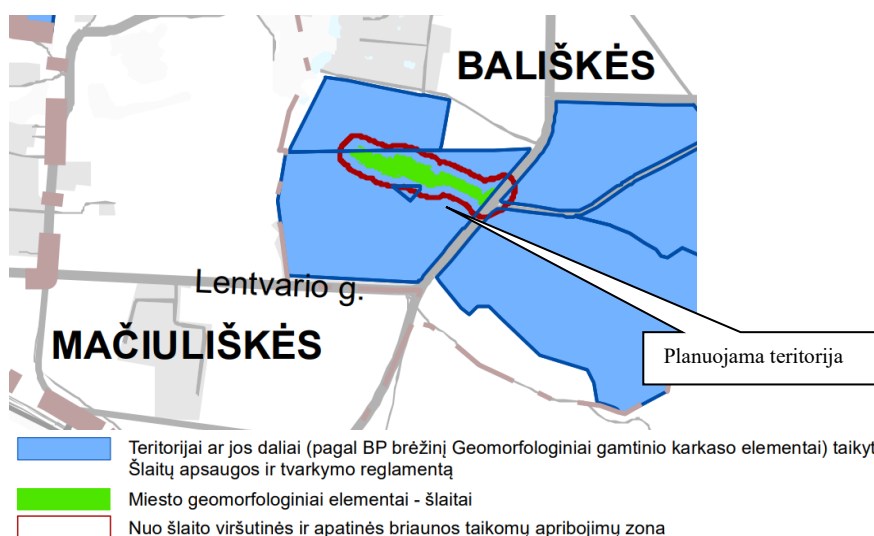 BALIŠKĖS
Lentvario g.
MAČIULIŠKĖS
Planuojama teritorija
Teritorijai ar jos daliai (pagal BP brėžinį Geomorfologiniai gamtinio karkaso elementai) taikyt
Šlaitų apsaugos ir tvarkymo reglamentą
Miesto geomorfologiniai elementai - šlaitai
Nuo šlaito viršutinės ir apatinės briaunos taikomų apribojimų zona